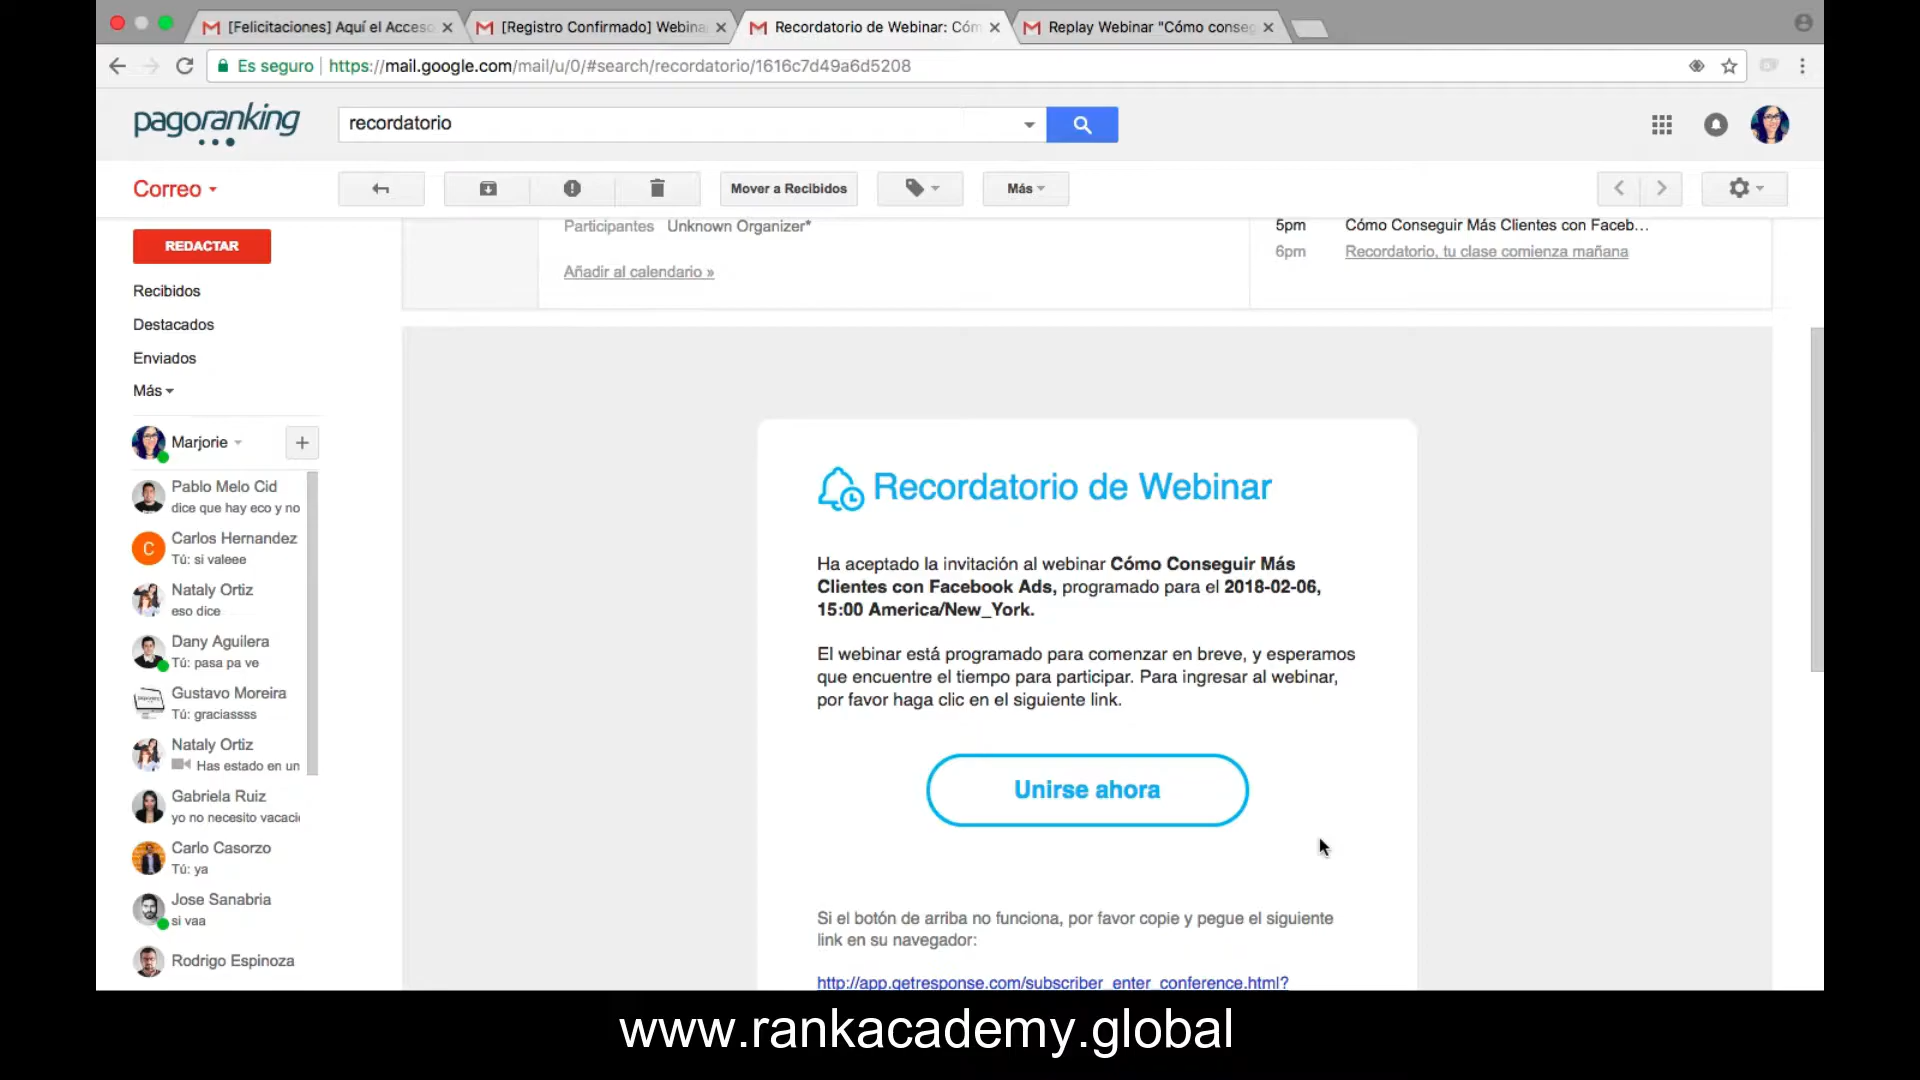 [Felicitaciones] Aquí el Acceso
[Registro Confirmado] Webina
Recordatorio de Webinar: Cóm
Replay Webinar "Cómo conseg
Es seguro | https://mail.google.com/mail/u/0/#search/recordatorio/1616c7d49a6d5208
pagoranking
recordatorio
Correo
Mover a Recibidos
Más
REDACTAR
Recibidos
Destacados
Enviados
Más
Marjorie
Pablo Melo Cid
dice que hay eco y no
Carlos Hernandez
Tú: si valeee
Nataly Ortiz
eso dice
Dany Aguilera
Tú: pasa pa ve
Gustavo Moreira
Tú: graciassss
Nataly Ortiz
Has estado en un
Gabriela Ruiz
yo no necesito vacaci
Carlo Casorzo
Tú: ya
Jose Sanabria
si vaa
Rodrigo Espinoza
Participantes Unknown Organizer*
Añadir al calendario »
5pm Cómo Conseguir Más Clientes con Faceb...
6pm Recordatorio, tu clase comienza mañana
Recordatorio de Webinar
Ha aceptado la invitación al webinar Cómo Conseguir Más
Clientes con Facebook Ads, programado para el 2018-02-06,
15:00 America/New_York.
El webinar está programado para comenzar en breve, y esperamos
que encuentre el tiempo para participar. Para ingresar al webinar,
por favor haga clic en el siguiente link.
Unirse ahora
Si el botón de arriba no funciona, por favor copie y pegue el siguiente
link en su navegador:
http://app.getresponse.com/subscriber_enter_conference.html?
www.rankacademy.global